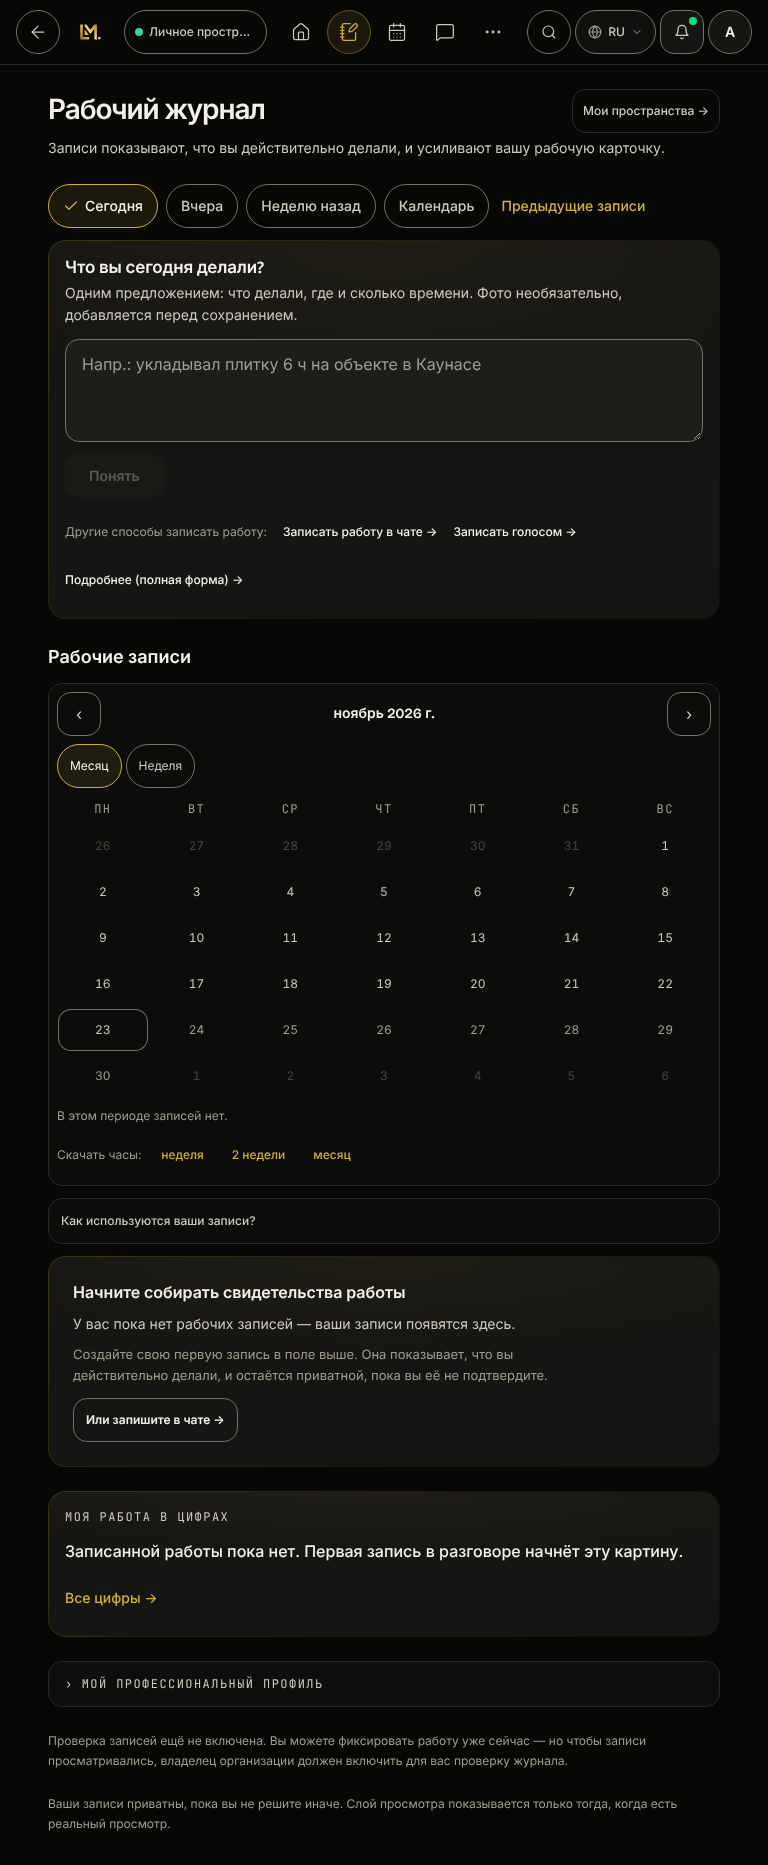 LM.
Личное простр...
RU
A
Рабочий журнал
Мои пространства →
Записи показывают, что вы действительно делали, и усиливают вашу рабочую карточку.
Сегодня
Вчера
Неделю назад
Календарь
Предыдущие записи
Что вы сегодня делали?
Одним предложением: что делали, где и сколько времени. Фото необязательно,
добавляется перед сохранением.
Напр.: укладывал плитку 6 ч на объекте в Каунасе
Понять
Другие способы записать работу: Записать работу в чате → Записать голосом →
Подробнее (полная форма) →
Рабочие записи
‹ ноябрь 2026 г. ›
Месяц Неделя
ПН ВТ СР ЧТ ПТ СБ ВС
26 27 28 29 30 31 1
2 3 4 5 6 7 8
9 10 11 12 13 14 15
16 17 18 19 20 21 22
23 24 25 26 27 28 29
30 1 2 3 4 5 6
В этом периоде записей нет.
Скачать часы: неделя 2 недели месяц
Как используются ваши записи?
Начните собирать свидетельства работы
У вас пока нет рабочих записей — ваши записи появятся здесь.
Создайте свою первую запись в поле выше. Она показывает, что вы
действительно делали, и остаётся приватной, пока вы её не подтвердите.
Или запишите в чате →
МОЯ РАБОТА В ЦИФРАХ
Записанной работы пока нет. Первая запись в разговоре начнёт эту картину.
Все цифры →
› МОЙ ПРОФЕССИОНАЛЬНЫЙ ПРОФИЛЬ
Проверка записей ещё не включена. Вы можете фиксировать работу уже сейчас — но чтобы записи
просматривались, владелец организации должен включить для вас проверку журнала.
Ваши записи приватны, пока вы не решите иначе. Слой просмотра показывается только тогда, когда есть
реальный просмотр.